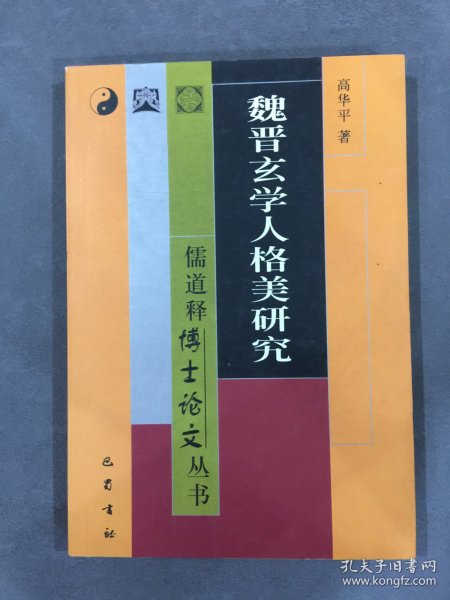 高华平 著
魏晋玄学人格美研究
儒道释博士论文丛书
巴蜀书社
孔夫子旧书网
www.kongfz.com